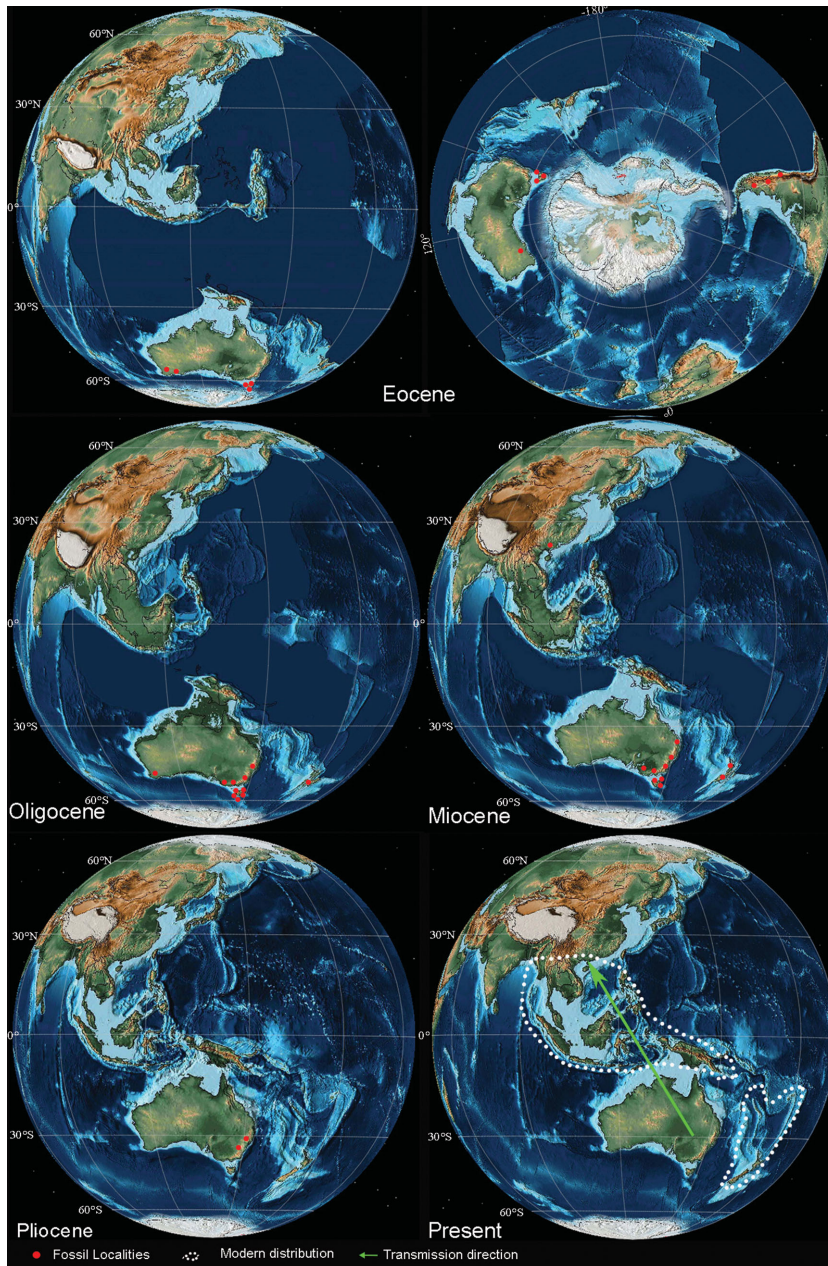 60°N
-180°
30°N
0°
120°
30°S
60°S
0°
Eocene
60°N
60°N
30°N
30°N
0°
0°
30°S
30°S
60°S
60°S
Oligocene
Miocene
60°N
60°N
30°N
30°N
0°
0°
30°S
30°S
60°S
60°S
Pliocene
Present
Fossil Localities
Modern distribution
Transmission direction